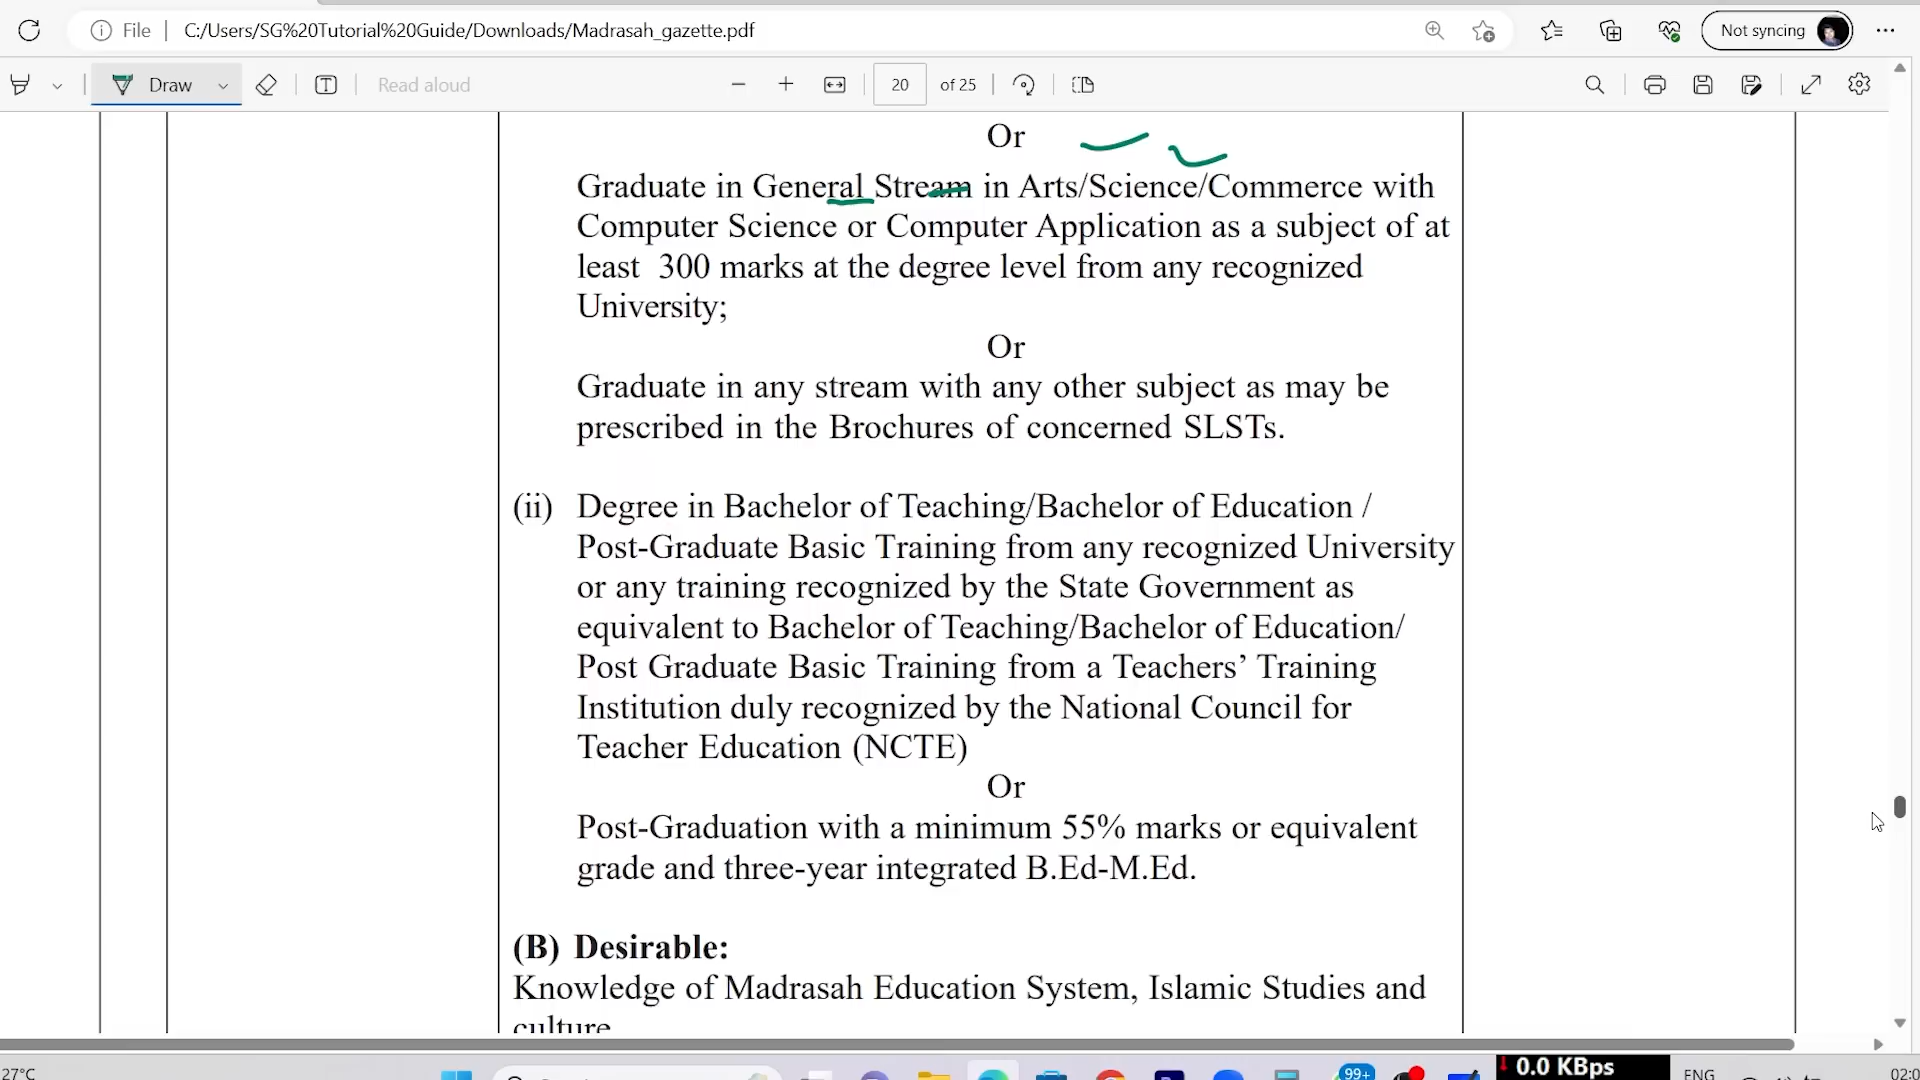 File
C:/Users/SG%20Tutorial%20Guide/Downloads/Madrasah_gazette.pdf
Not syncing
Draw
Read aloud
20
of 25
Or
Graduate in General Stream in Arts/Science/Commerce with
Computer Science or Computer Application as a subject of at
least 300 marks at the degree level from any recognized
University;
Or
Graduate in any stream with any other subject as may be
prescribed in the Brochures of concerned SLSTs.
(ii) Degree in Bachelor of Teaching/Bachelor of Education /
Post-Graduate Basic Training from any recognized University
or any training recognized by the State Government as
equivalent to Bachelor of Teaching/Bachelor of Education/
Post Graduate Basic Training from a Teachers’ Training
Institution duly recognized by the National Council for
Teacher Education (NCTE)
Or
Post-Graduation with a minimum 55% marks or equivalent
grade and three-year integrated B.Ed-M.Ed.
(B) Desirable:
Knowledge of Madrasah Education System, Islamic Studies and
culture
27°C
99+
0.0 KBps
ENG